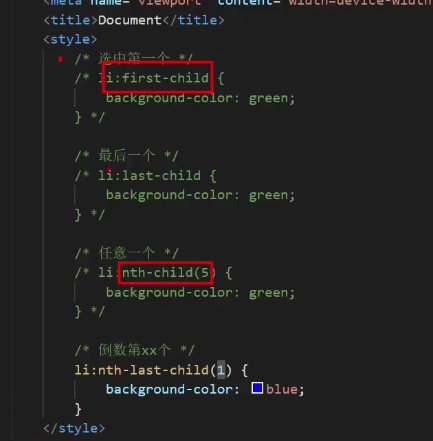 <meta name="viewport" content="width=device-width
<title>Document</title>
<style>
/* 选中第一个 */
/* li:first-child {
background-color: green;
} */
/* 最后一个 */
/* li:last-child {
background-color: green;
} */
/* 任意一个 */
/* li:nth-child(5) {
background-color: green;
} */
/* 倒数第xx个 */
li:nth-last-child(1) {
background-color: blue;
}
</style>